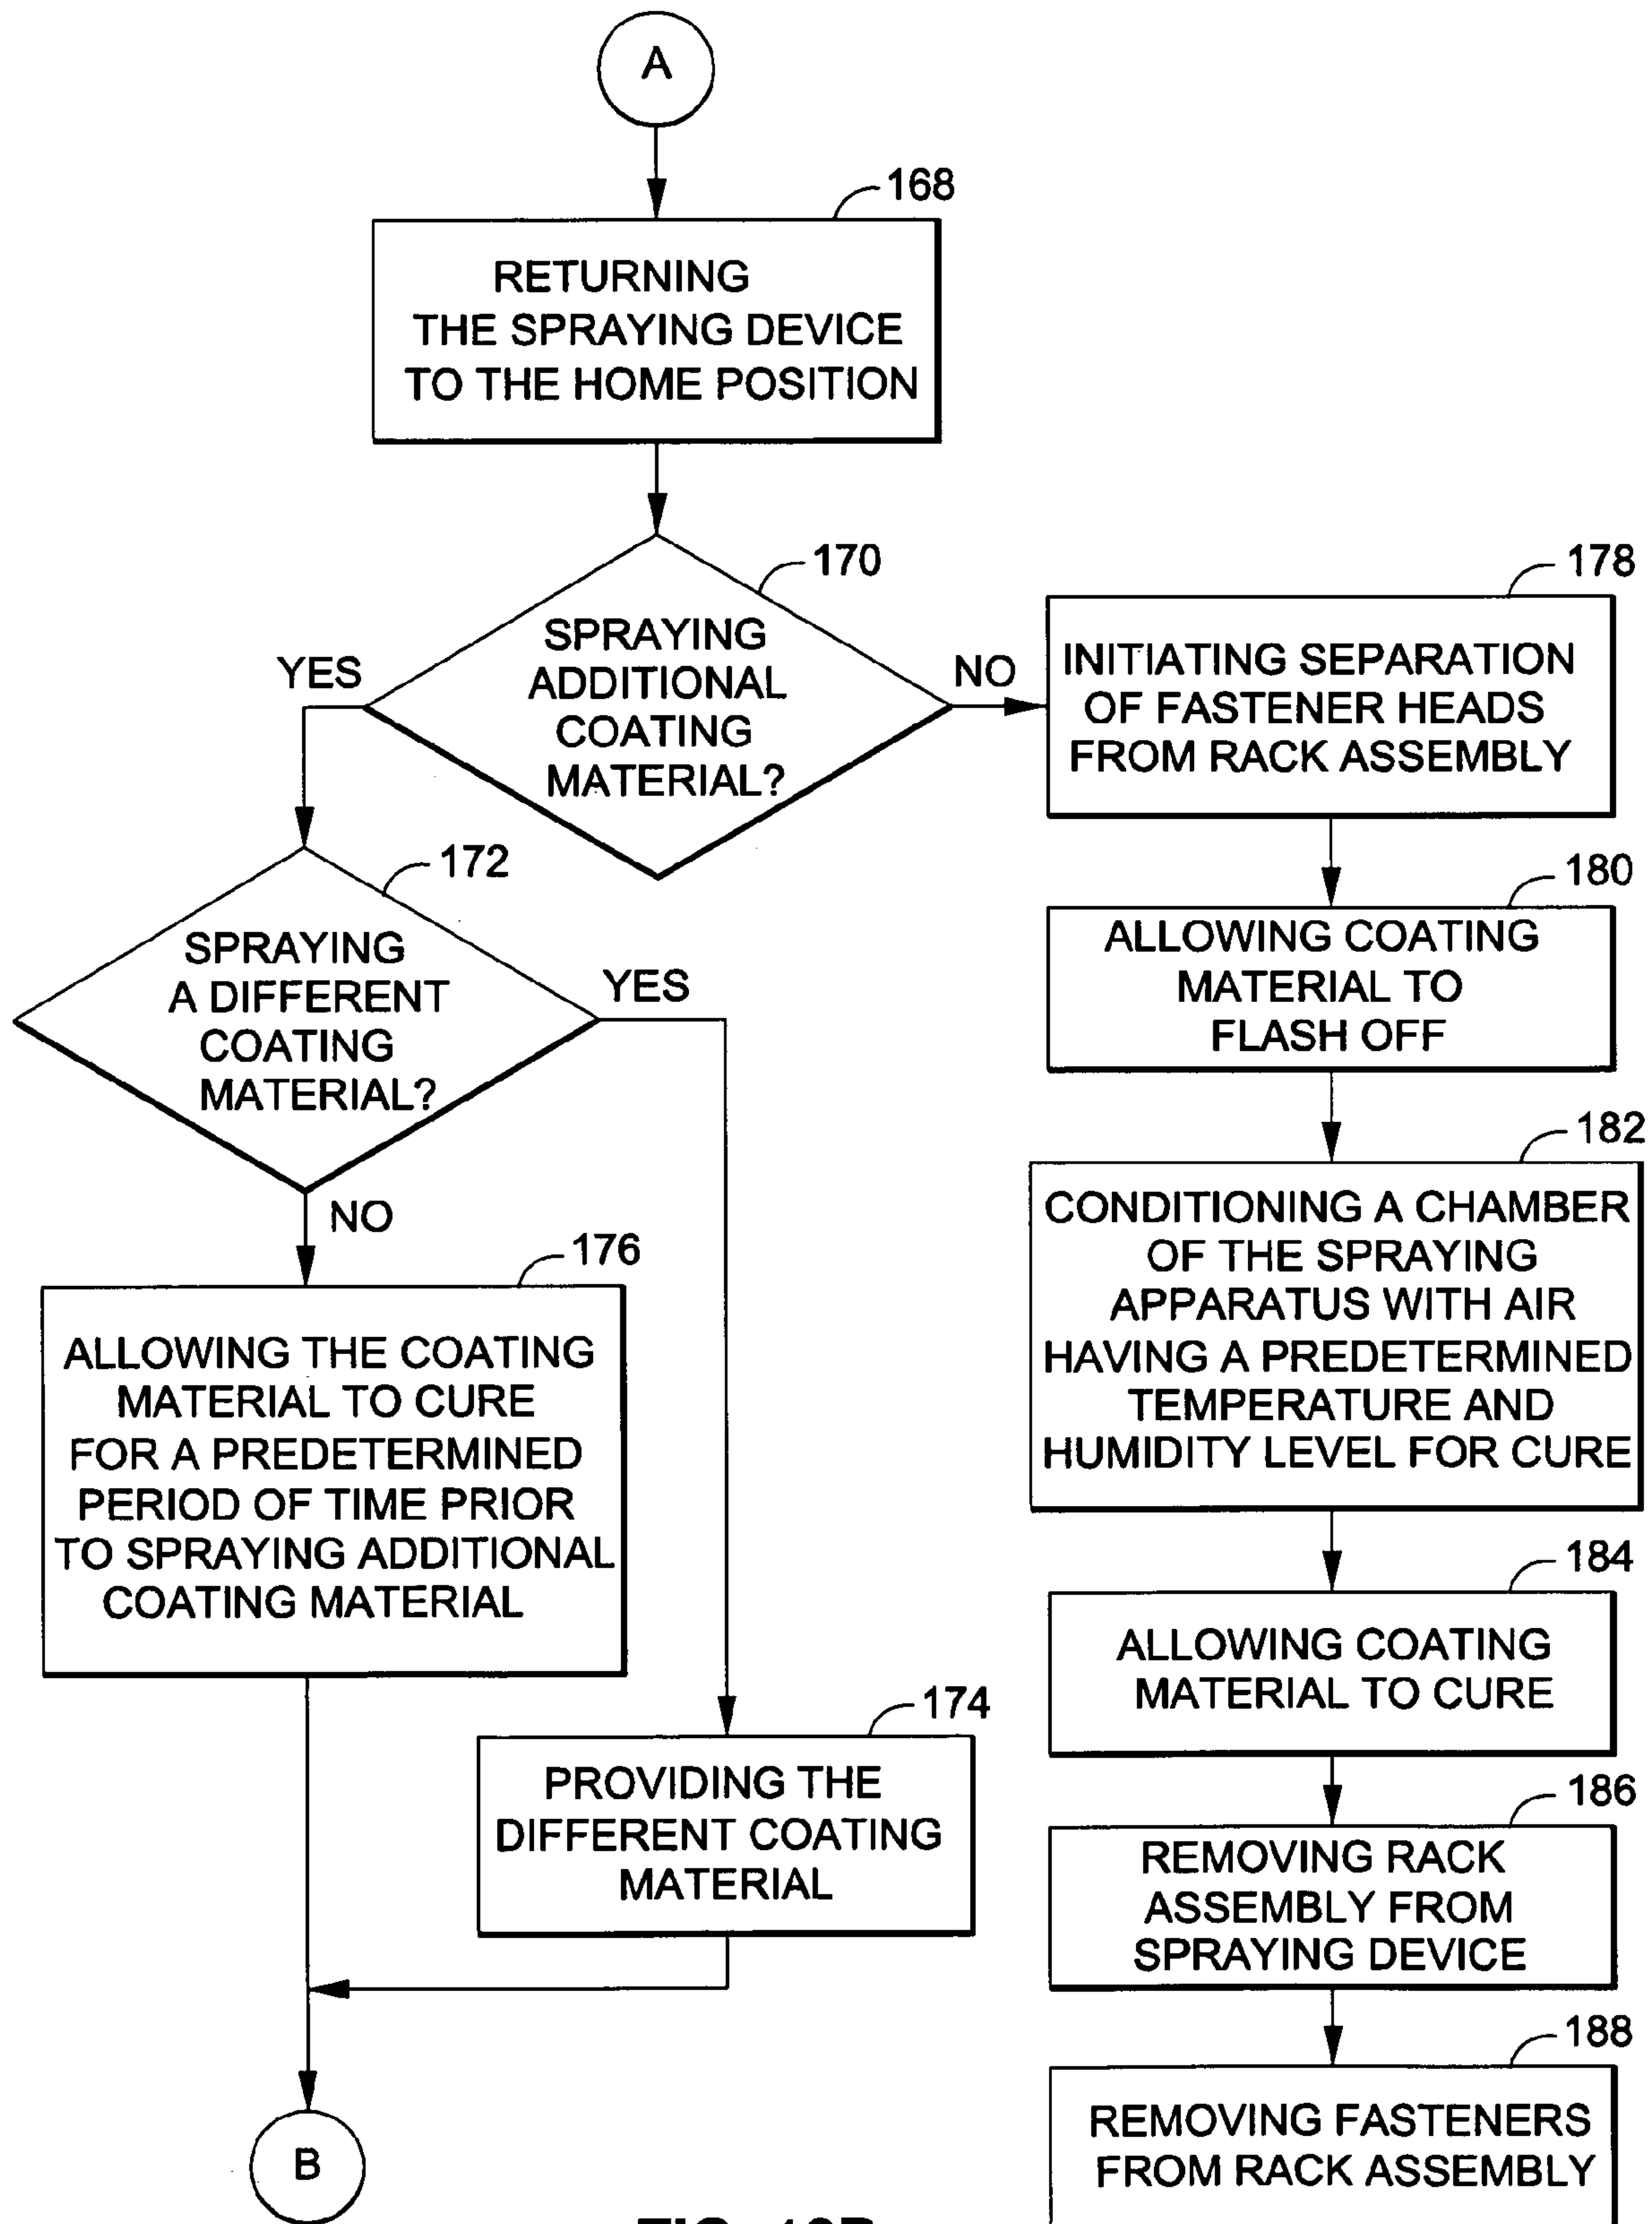 A
168
RETURNING
THE SPRAYING DEVICE
TO THE HOME POSITION
170
SPRAYING
ADDITIONAL
COATING
MATERIAL?
YES
NO
178
INITIATING SEPARATION
OF FASTENER HEADS
FROM RACK ASSEMBLY
172
SPRAYING
A DIFFERENT
COATING
MATERIAL?
YES
NO
180
ALLOWING COATING
MATERIAL TO
FLASH OFF
182
CONDITIONING A CHAMBER
OF THE SPRAYING
APPARATUS WITH AIR
HAVING A PREDETERMINED
TEMPERATURE AND
HUMIDITY LEVEL FOR CURE
176
ALLOWING THE COATING
MATERIAL TO CURE
FOR A PREDETERMINED
PERIOD OF TIME PRIOR
TO SPRAYING ADDITIONAL
COATING MATERIAL
184
ALLOWING COATING
MATERIAL TO CURE
174
PROVIDING THE
DIFFERENT COATING
MATERIAL
186
REMOVING RACK
ASSEMBLY FROM
SPRAYING DEVICE
188
REMOVING FASTENERS
FROM RACK ASSEMBLY
B